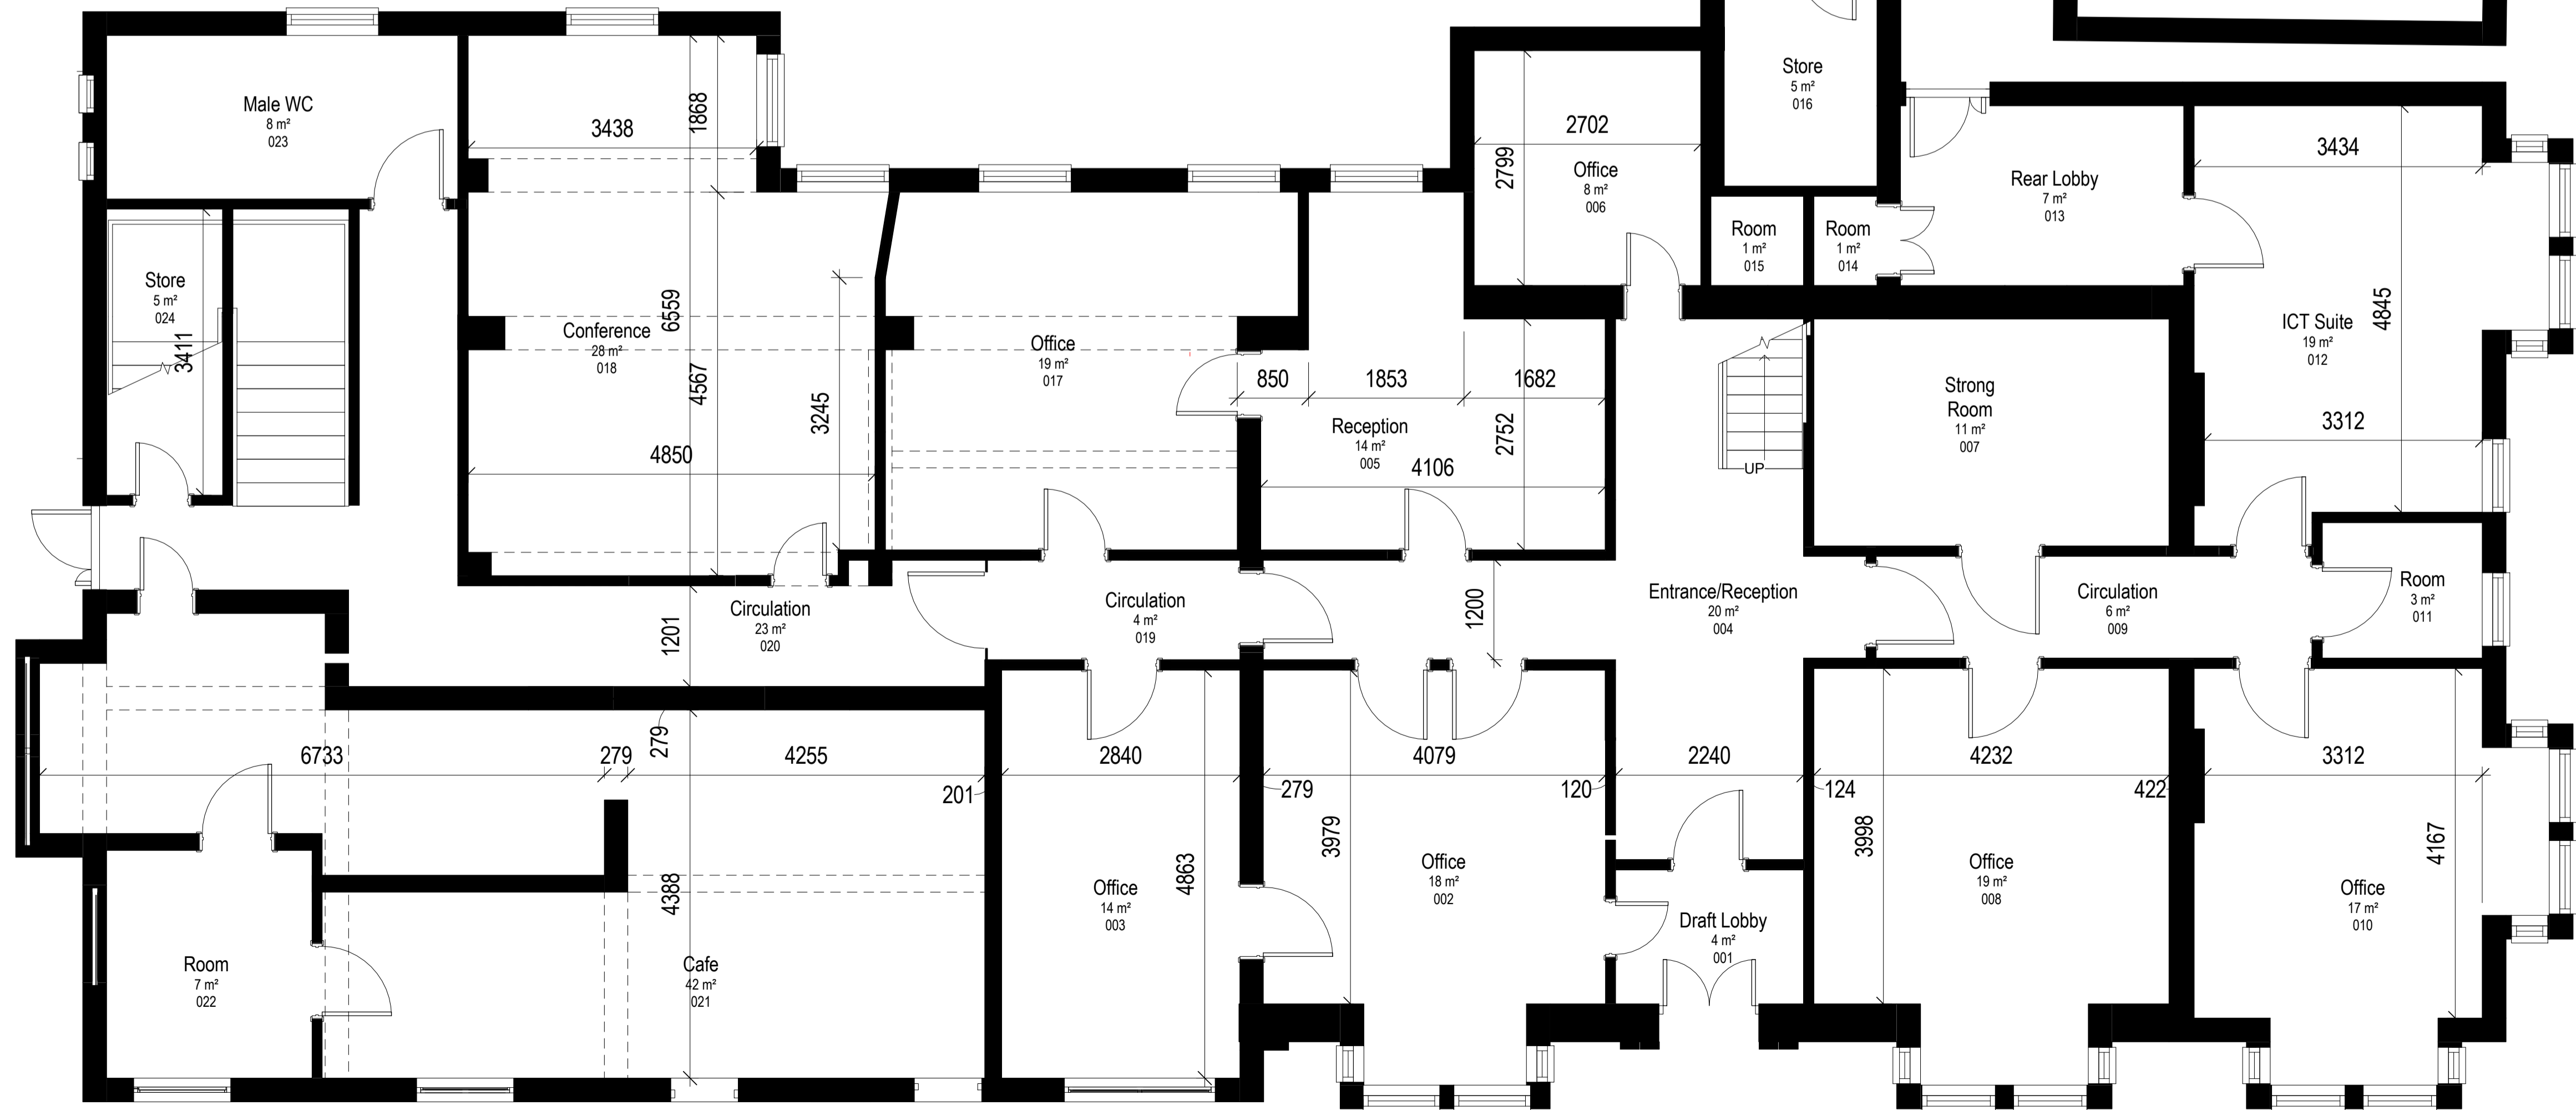 Male WC
8 m²
023
3438
1868
Store
5 m²
024
3411
Conference
28 m²
018
6559
4567
3245
4850
Office
19 m²
017
850
1853
1682
Reception
14 m²
005
4106
2752
2702
2799
Office
8 m²
006
Store
5 m²
016
Room
1 m²
015
Room
1 m²
014
Rear Lobby
7 m²
013
3434
ICT Suite
19 m²
012
4845
3312
UP
Strong
Room
11 m²
007
Circulation
23 m²
020
1201
Circulation
4 m²
019
1200
Entrance/Reception
20 m²
004
Circulation
6 m²
009
Room
3 m²
011
6733
279
279
4255
201
2840
279
4079
120
2240
124
4232
422
3312
4388
Room
7 m²
022
Cafe
42 m²
021
Office
14 m²
003
4863
3979
Office
18 m²
002
Draft Lobby
4 m²
001
3998
Office
19 m²
008
4167
Office
17 m²
010